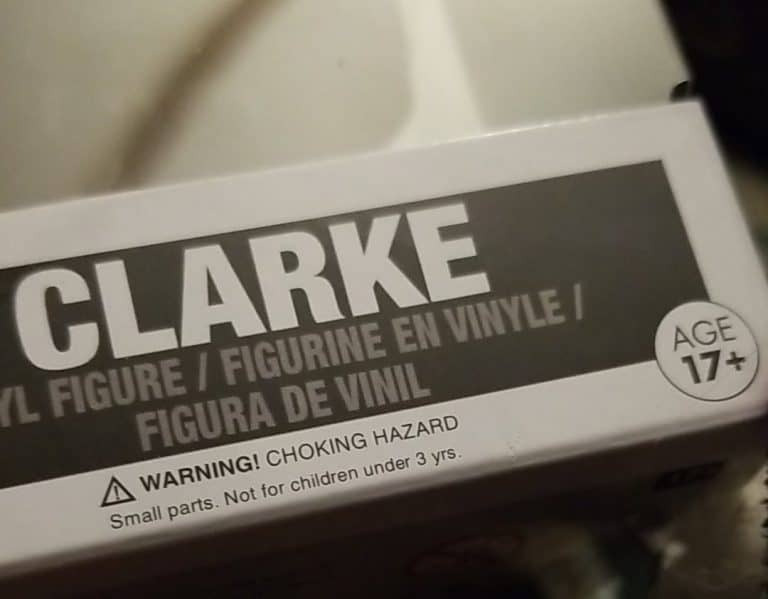 CLARKE
YL FIGURE / FIGURINE EN VINYLE /
FIGURA DE VINIL
AGE
17+
WARNING! CHOKING HAZARD
Small parts. Not for children under 3 yrs.